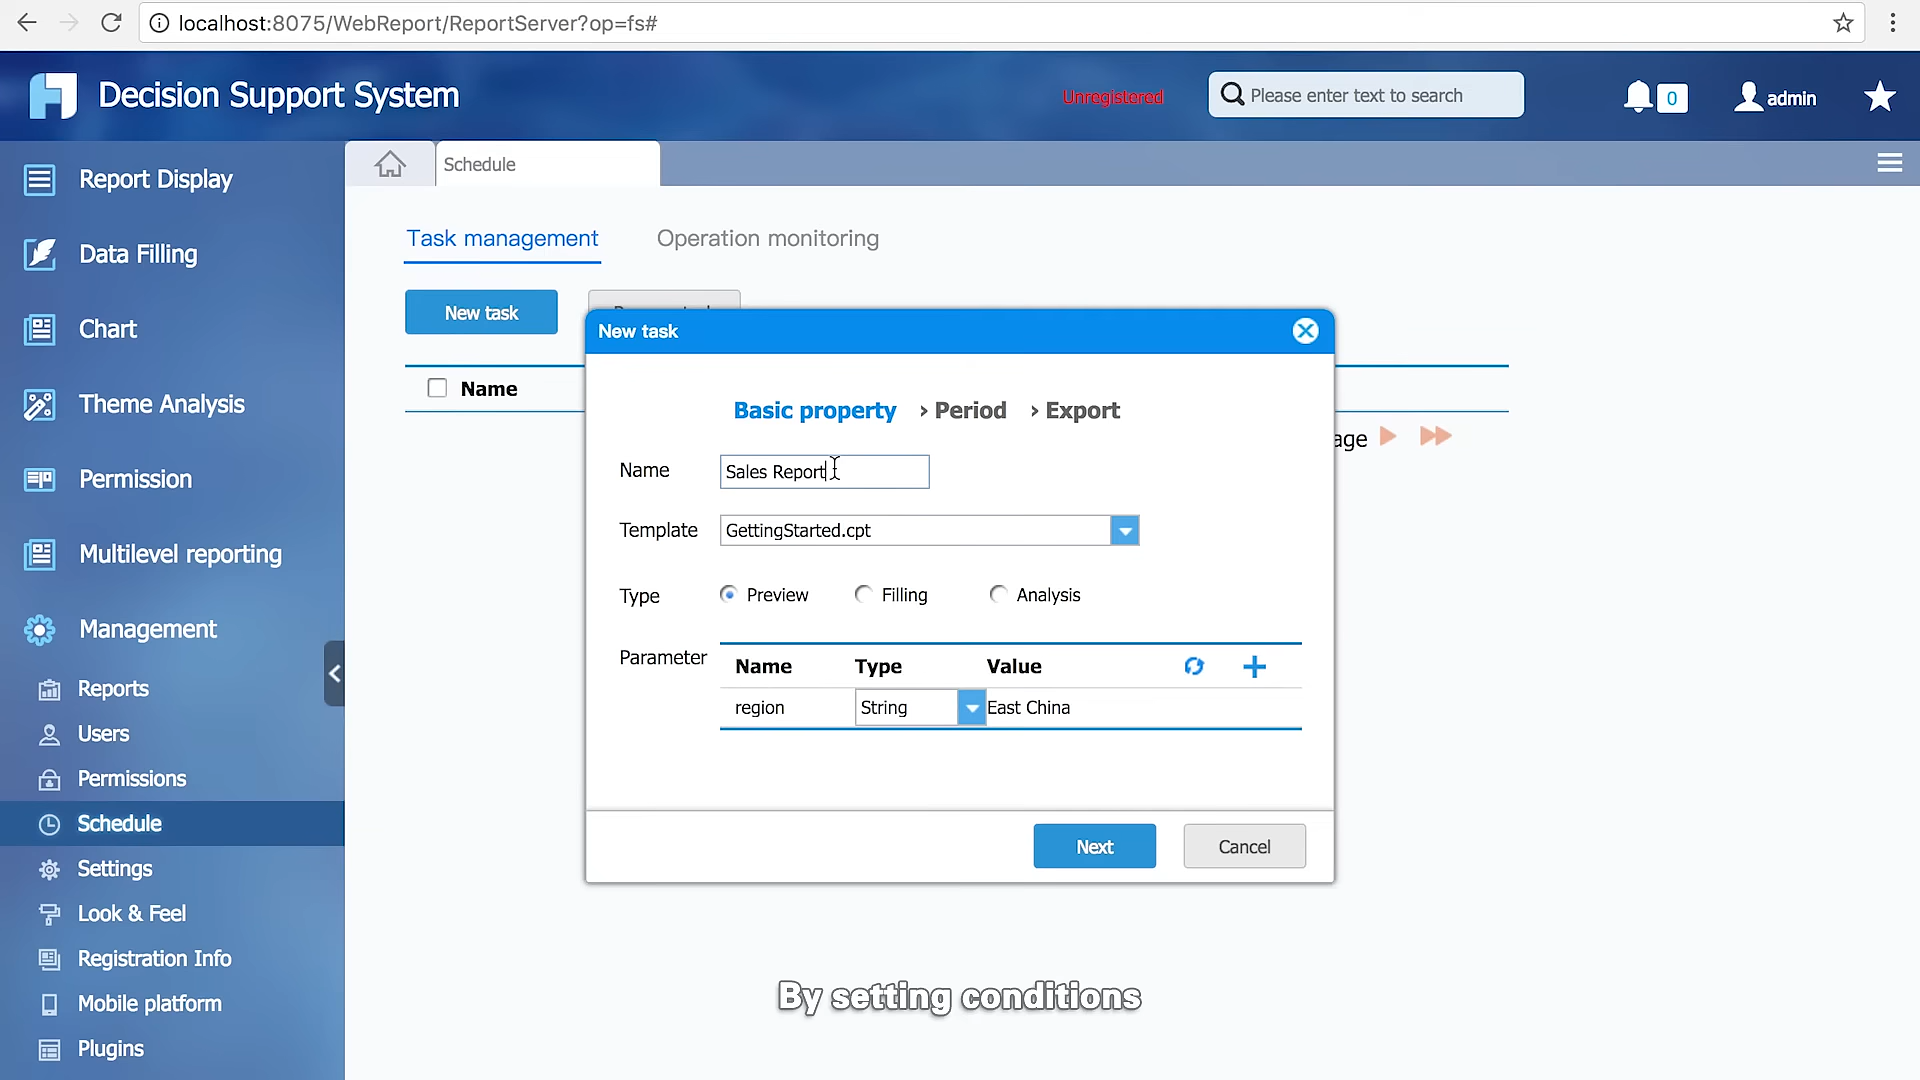 localhost:8075/WebReport/ReportServer?op=fs#
Decision Support System
Unregistered
Please enter text to search
0
admin
Report Display
Data Filling
Chart
Theme Analysis
Permission
Multilevel reporting
Management
Reports
Users
Permissions
Schedule
Settings
Look & Feel
Registration Info
Mobile platform
Plugins
Schedule
Task management
Operation monitoring
New task
Name
age
New task
Basic property › Period › Export
Name
Sales Report
Template
GettingStarted.cpt
Type
Preview
Filling
Analysis
Parameter
Name Type Value
region String East China
Next
Cancel
By setting conditions